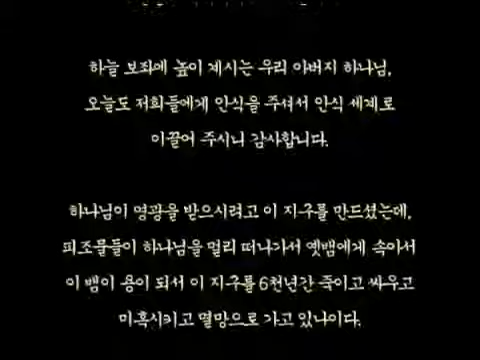 하늘 보좌에 높이 계시는 우리 아버지 하나님,
오늘도 저희들에게 안식을 주셔서 안식 세계로
이끌어 주시니 감사합니다.
하나님이 영광을 받으시려고 이 지구를 만드셨는데,
피조물들이 하나님을 멀리 떠나가서 옛뱀에게 속아서
이 뱀이 용이 되서 이 지구를 6천년간 죽이고 싸우고
미혹시키고 멸망으로 가고 있나이다.